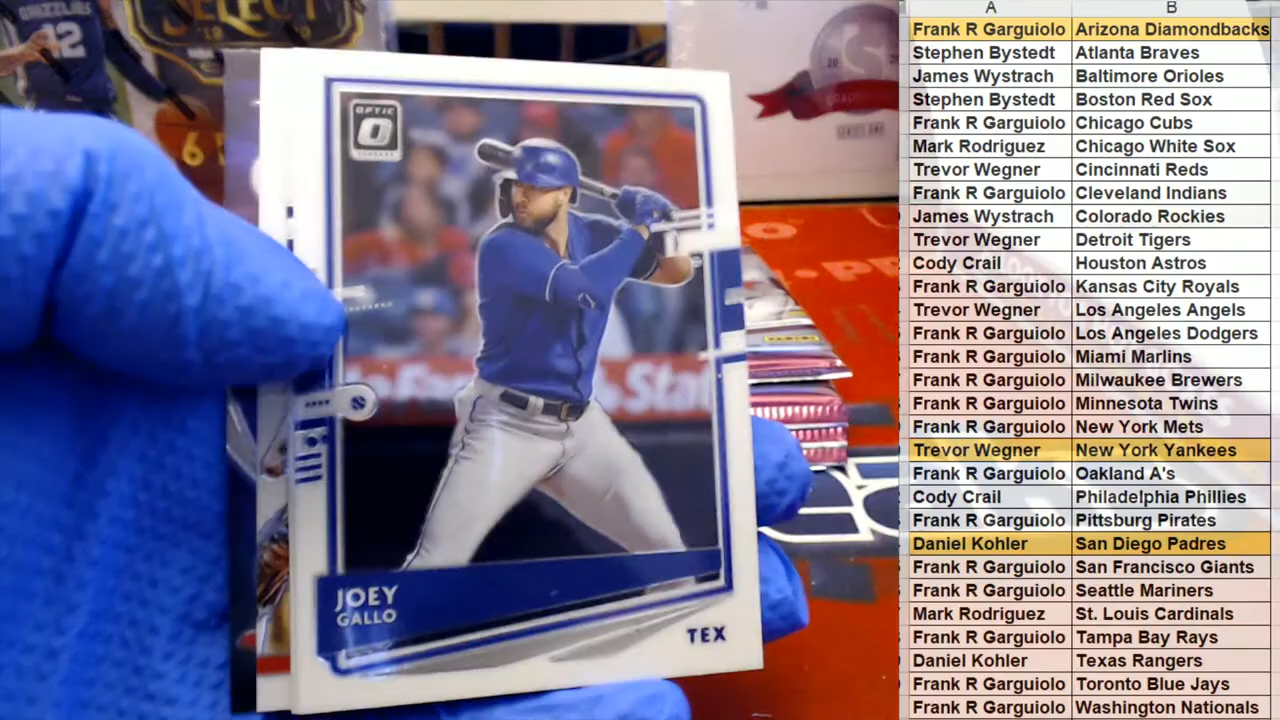 GRIZZLIES
12
SELECT
6
OPTIC
JOEY
GALLO
TEX
A B
Frank R Garguiolo Arizona Diamondbacks
Stephen Bystedt Atlanta Braves
James Wystrach Baltimore Orioles
Stephen Bystedt Boston Red Sox
Frank R Garguiolo Chicago Cubs
Mark Rodriguez Chicago White Sox
Trevor Wegner Cincinnati Reds
Frank R Garguiolo Cleveland Indians
James Wystrach Colorado Rockies
Trevor Wegner Detroit Tigers
Cody Crail Houston Astros
Frank R Garguiolo Kansas City Royals
Trevor Wegner Los Angeles Angels
Frank R Garguiolo Los Angeles Dodgers
Frank R Garguiolo Miami Marlins
Frank R Garguiolo Milwaukee Brewers
Frank R Garguiolo Minnesota Twins
Frank R Garguiolo New York Mets
Trevor Wegner New York Yankees
Frank R Garguiolo Oakland A's
Cody Crail Philadelphia Phillies
Frank R Garguiolo Pittsburg Pirates
Daniel Kohler San Diego Padres
Frank R Garguiolo San Francisco Giants
Frank R Garguiolo Seattle Mariners
Mark Rodriguez St. Louis Cardinals
Frank R Garguiolo Tampa Bay Rays
Daniel Kohler Texas Rangers
Frank R Garguiolo Toronto Blue Jays
Frank R Garguiolo Washington Nationals